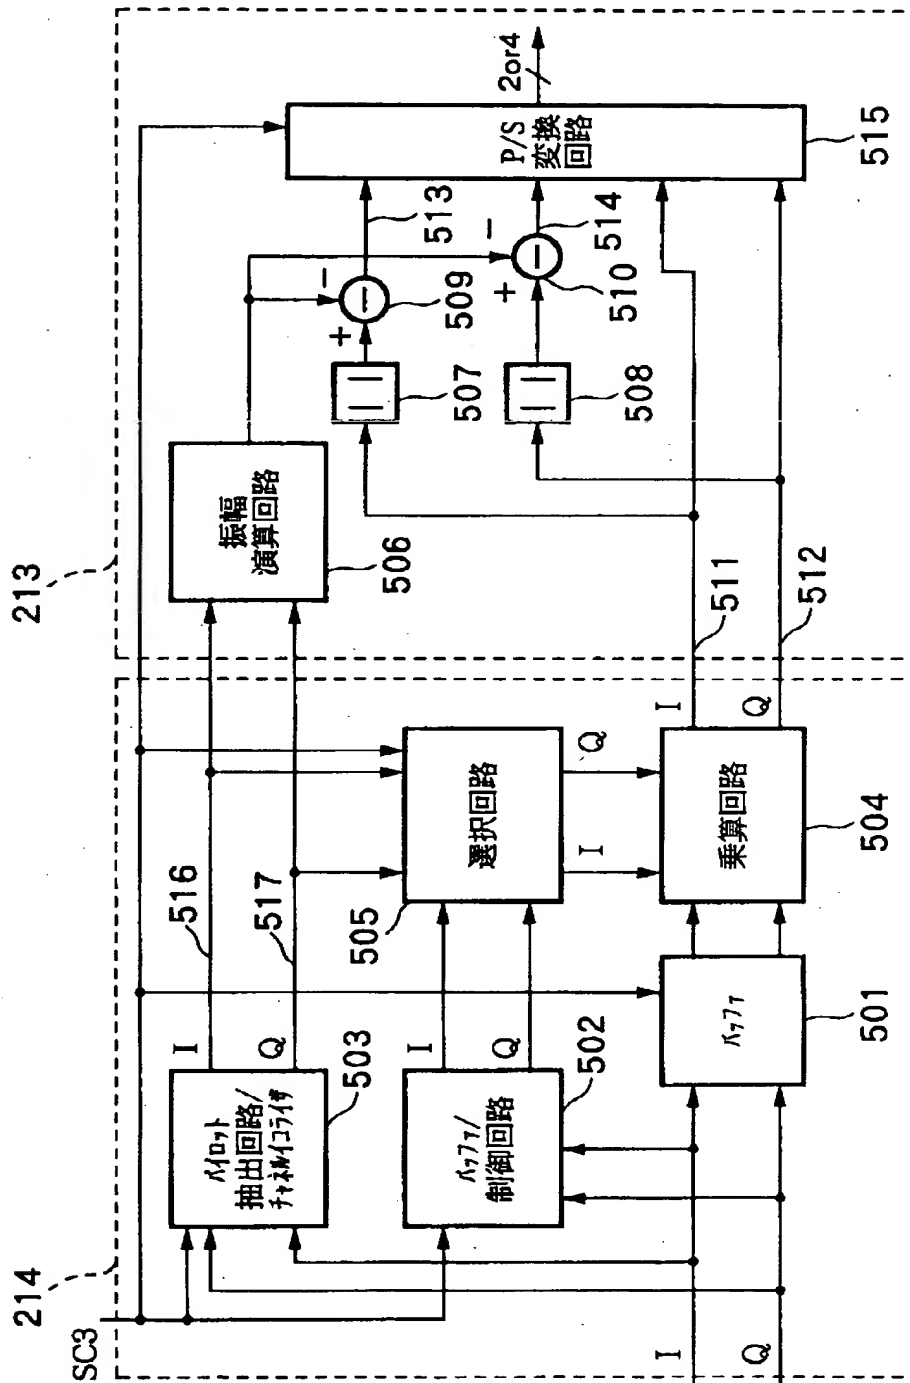 213
214
SC3
パイロット
抽出回路/
チャネルイコライザ
503
I
Q
516
517
振幅
演算回路
506
バッファ/
制御回路
502
I
Q
選択回路
505
I
Q
バッファ
501
乗算回路
504
I
Q
I
Q
511
512
| |
507
| |
508
+
−
−
509
+
−
−
510
513
514
P/S
変換
回路
515
2or4